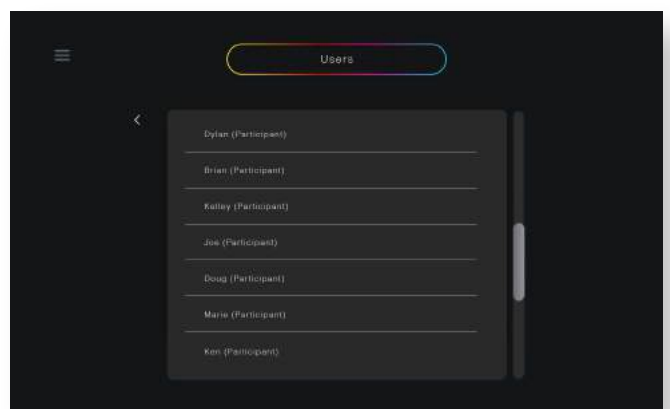 Users
Dylan (Participant)
Brian (Participant)
Kelley (Participant)
Joe (Participant)
Doug (Participant)
Marie (Participant)
Ken (Participant)